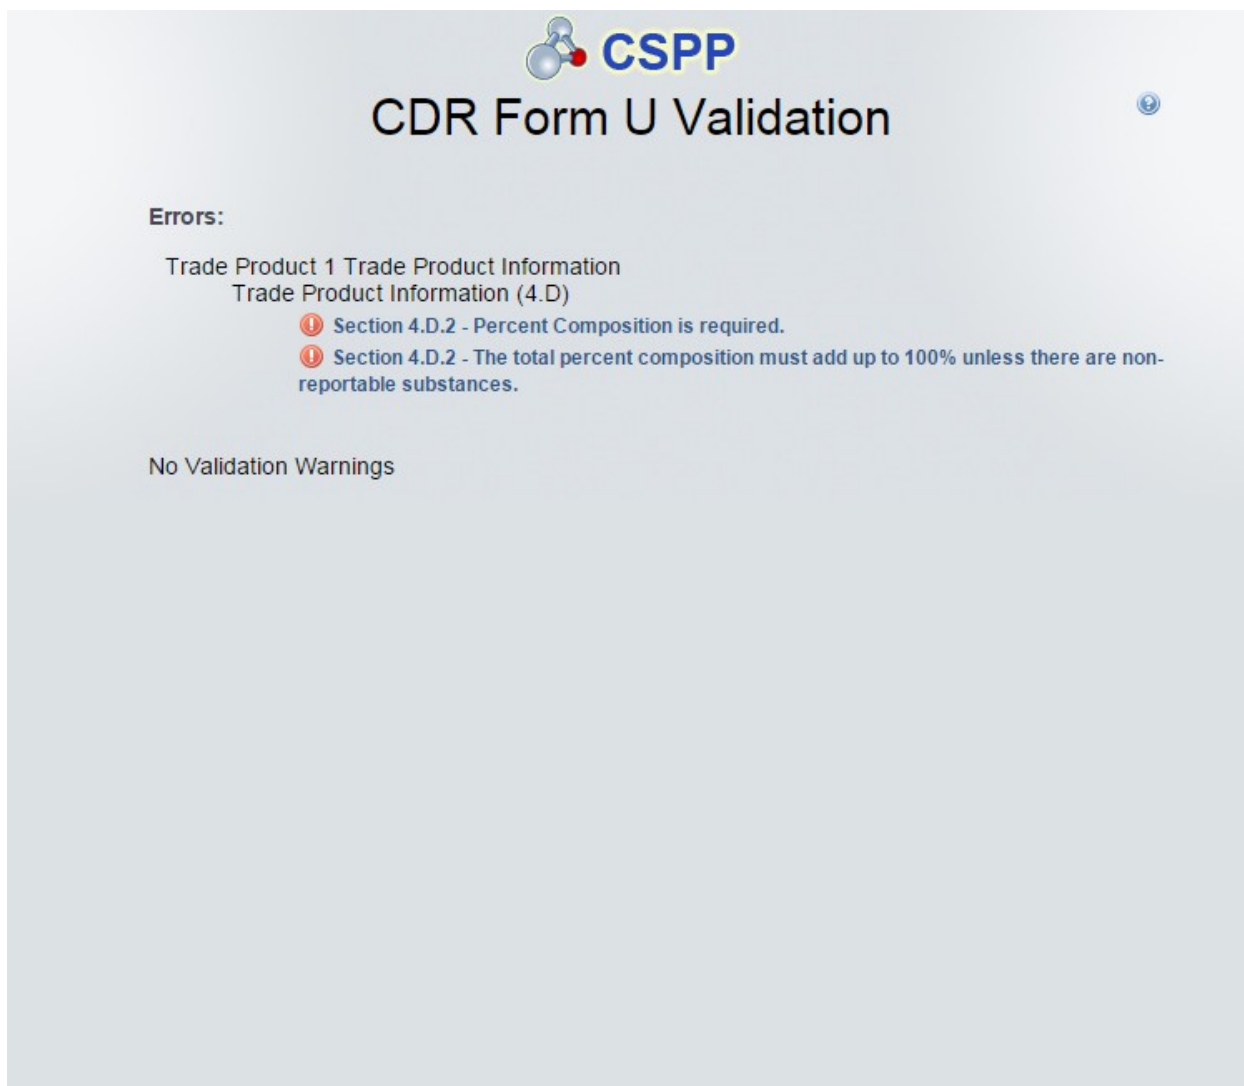 CSPP
CDR Form U Validation
Errors:
Trade Product 1 Trade Product Information
Trade Product Information (4.D)
Section 4.D.2 - Percent Composition is required.
Section 4.D.2 - The total percent composition must add up to 100% unless there are non-
reportable substances.
No Validation Warnings